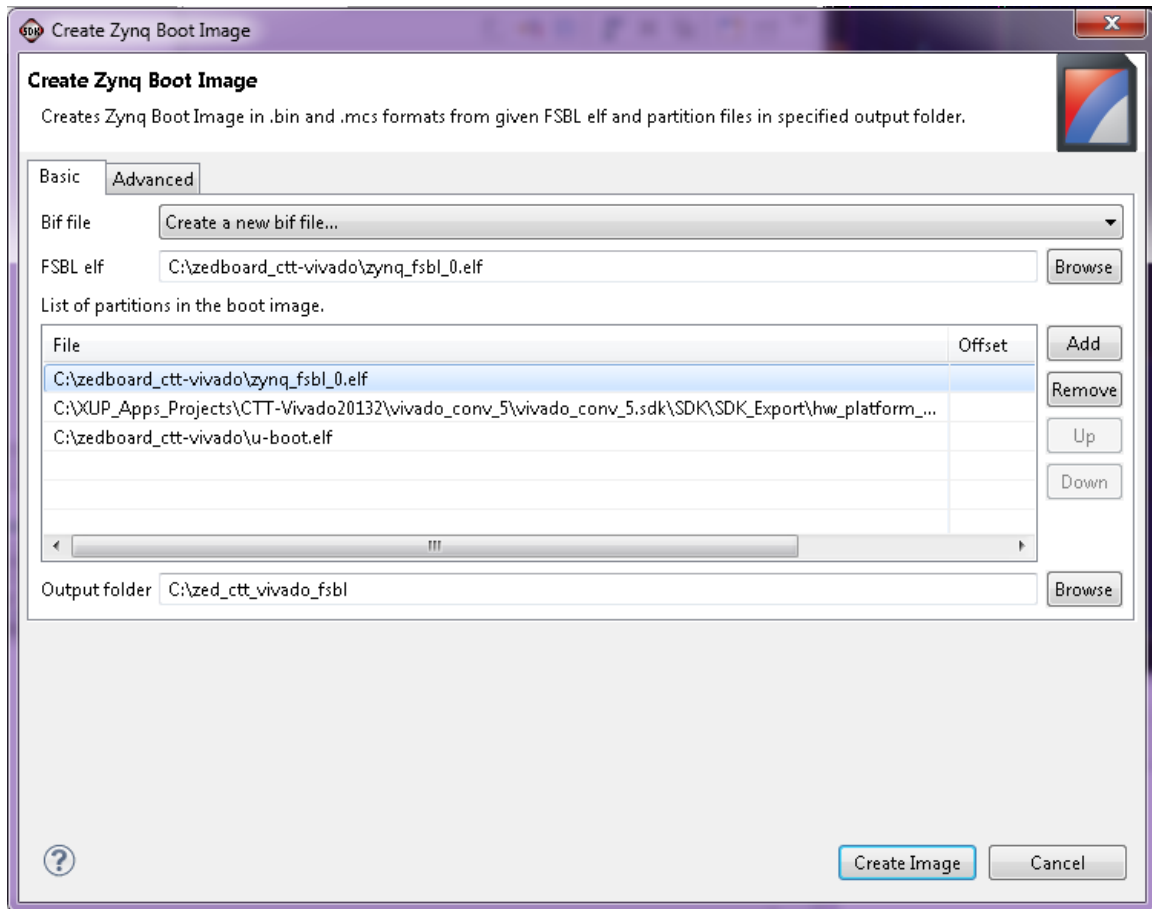 SDK Create Zynq Boot Image
X
Create Zynq Boot Image
Creates Zynq Boot Image in .bin and .mcs formats from given FSBL elf and partition files in specified output folder.
Basic Advanced
Bif file Create a new bif file...
FSBL elf C:\zedboard_ctt-vivado\zynq_fsbl_0.elf Browse
List of partitions in the boot image.
File Offset Add
C:\zedboard_ctt-vivado\zynq_fsbl_0.elf Remove
C:\XUP_Apps_Projects\CTT-Vivado20132\vivado_conv_5\vivado_conv_5.sdk\SDK\SDK_Export\hw_platform_...
C:\zedboard_ctt-vivado\u-boot.elf Up
Down
Output folder C:\zed_ctt_vivado_fsbl Browse
? Create Image Cancel